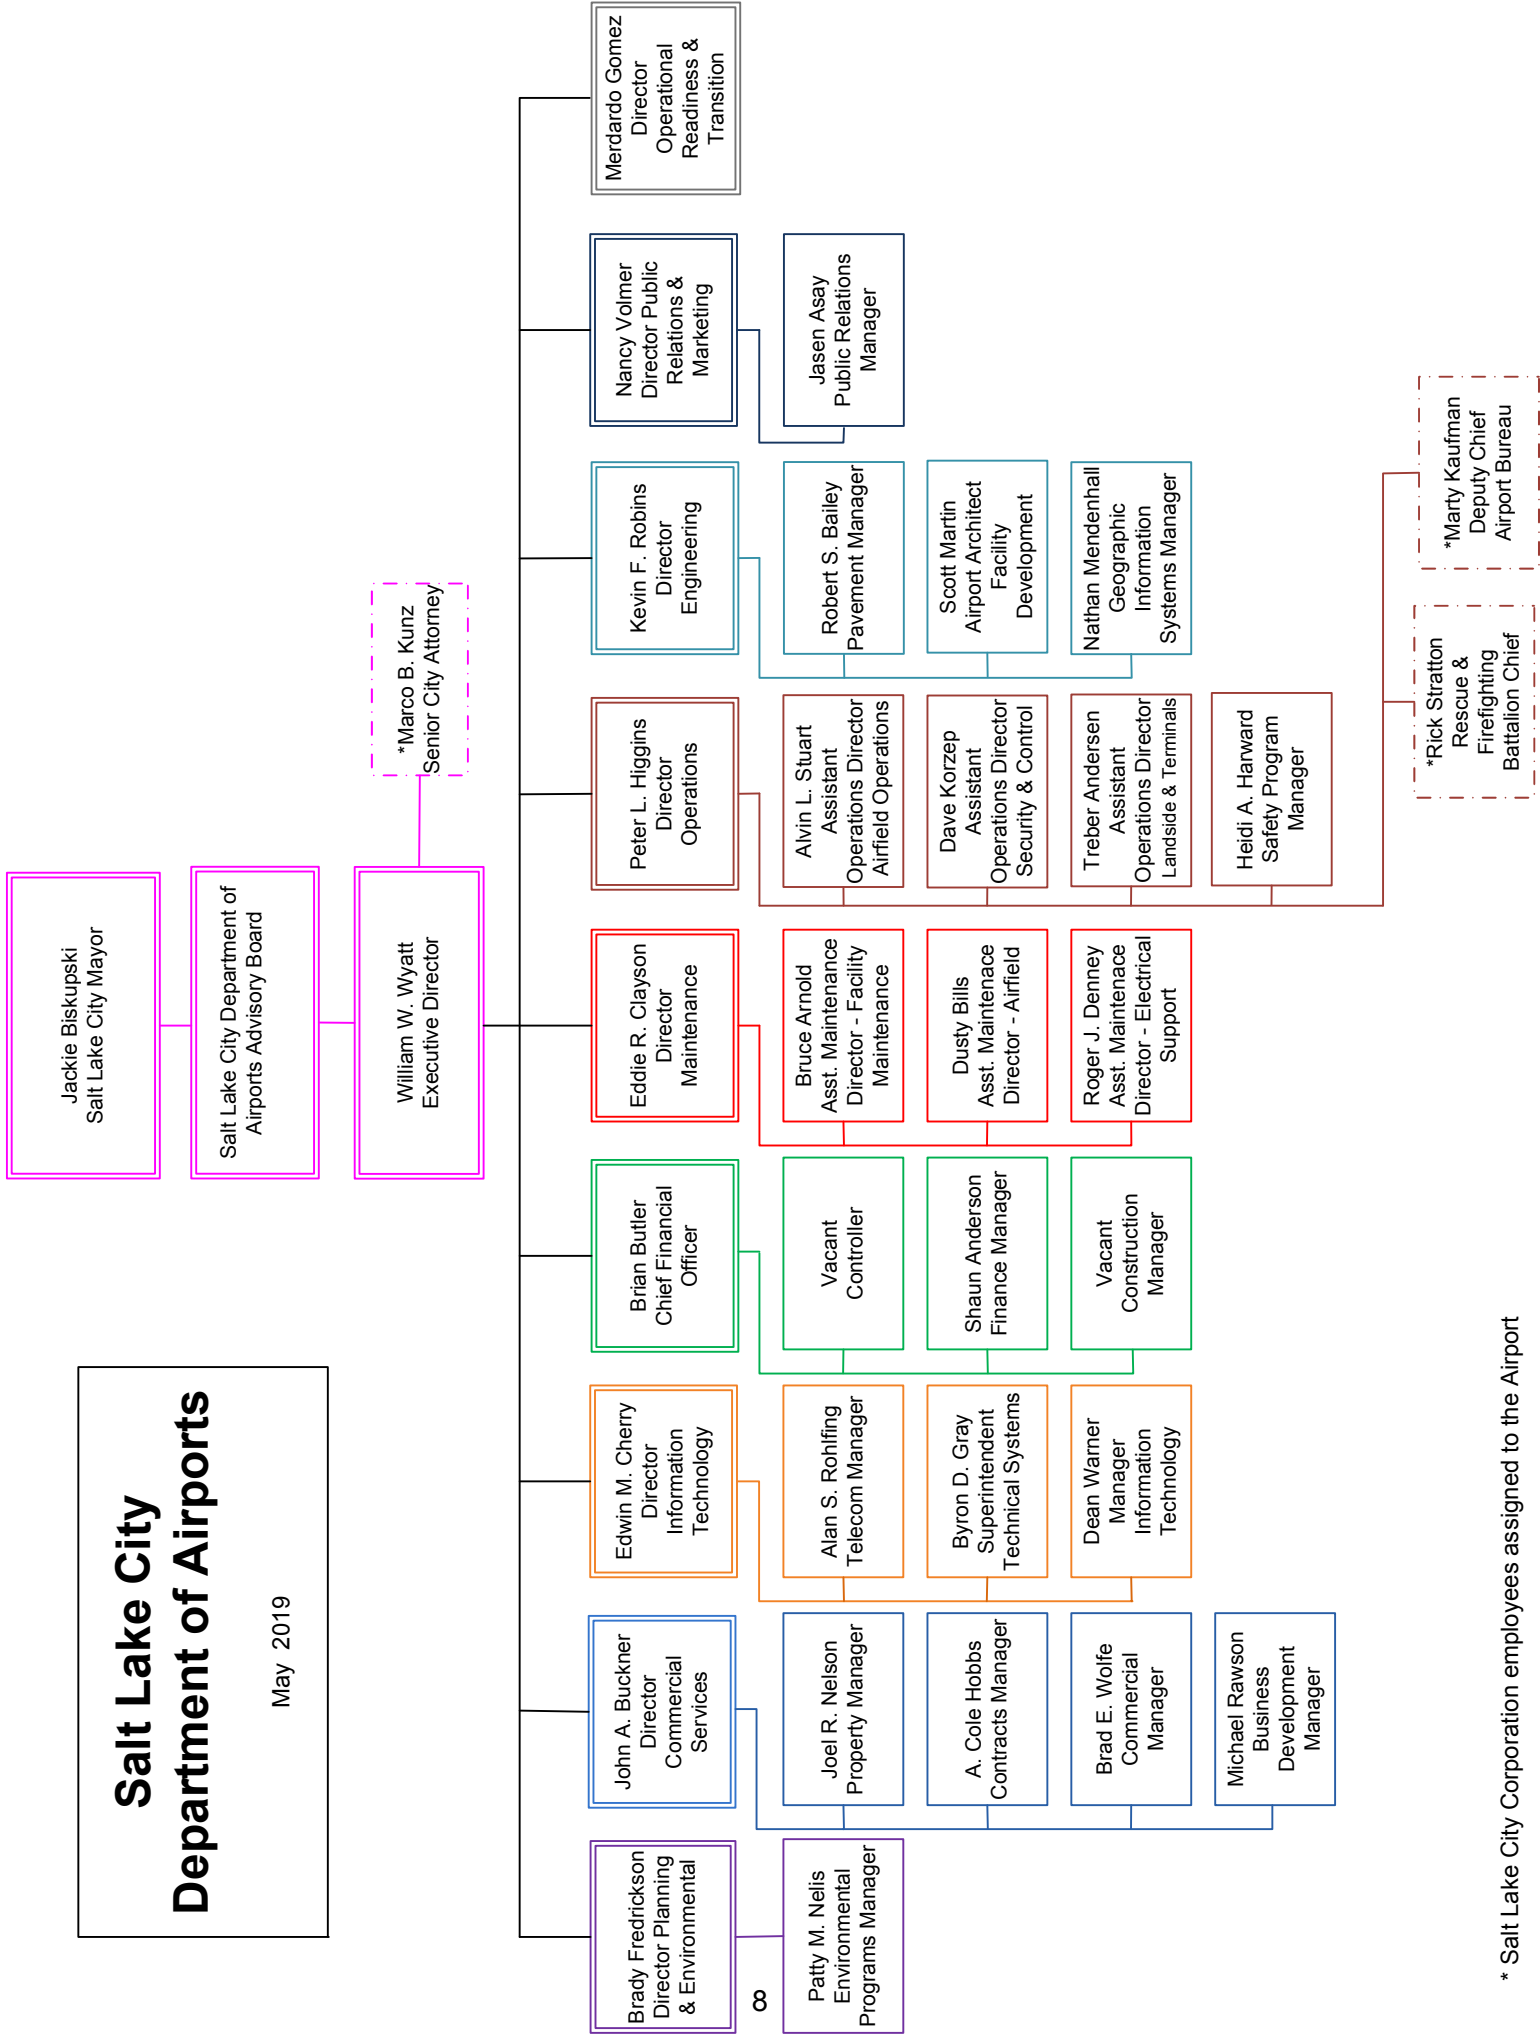 Salt Lake City
Department of Airports
May 2019
Jackie Biskupski
Salt Lake City Mayor
Salt Lake City Department of
Airports Advisory Board
William W. Wyatt
Executive Director
*Marco B. Kunz
Senior City Attorney
Brady Fredrickson
Director Planning
& Environmental
Patty M. Nelis
Environmental
Programs Manager
John A. Buckner
Director
Commercial
Services
Joel R. Nelson
Property Manager
A. Cole Hobbs
Contracts Manager
Brad E. Wolfe
Commercial
Manager
Michael Rawson
Business
Development
Manager
Edwin M. Cherry
Director
Information
Technology
Alan S. Rohlfing
Telecom Manager
Byron D. Gray
Superintendent
Technical Systems
Dean Warner
Manager
Information
Technology
Brian Butler
Chief Financial
Officer
Vacant
Controller
Shaun Anderson
Finance Manager
Vacant
Construction
Manager
Eddie R. Clayson
Director
Maintenance
Bruce Arnold
Asst. Maintenance
Director - Facility
Maintenance
Dusty Bills
Asst. Maintenace
Director - Airfield
Roger J. Denney
Asst. Maintenace
Director - Electrical
Support
Peter L. Higgins
Director
Operations
Alvin L. Stuart
Assistant
Operations Director
Airfield Operations
Dave Korzep
Assistant
Operations Director
Security & Control
Treber Andersen
Assistant
Operations Director
Landside & Terminals
Heidi A. Harward
Safety Program
Manager
*Rick Stratton
Rescue &
Firefighting
Battalion Chief
*Marty Kaufman
Deputy Chief
Airport Bureau
Kevin F. Robins
Director
Engineering
Robert S. Bailey
Pavement Manager
Scott Martin
Airport Architect
Facility
Development
Nathan Mendenhall
Geographic
Information
Systems Manager
Nancy Volmer
Director Public
Relations &
Marketing
Jasen Asay
Public Relations
Manager
Merdardo Gomez
Director
Operational
Readiness &
Transition
* Salt Lake City Corporation employees assigned to the Airport
8